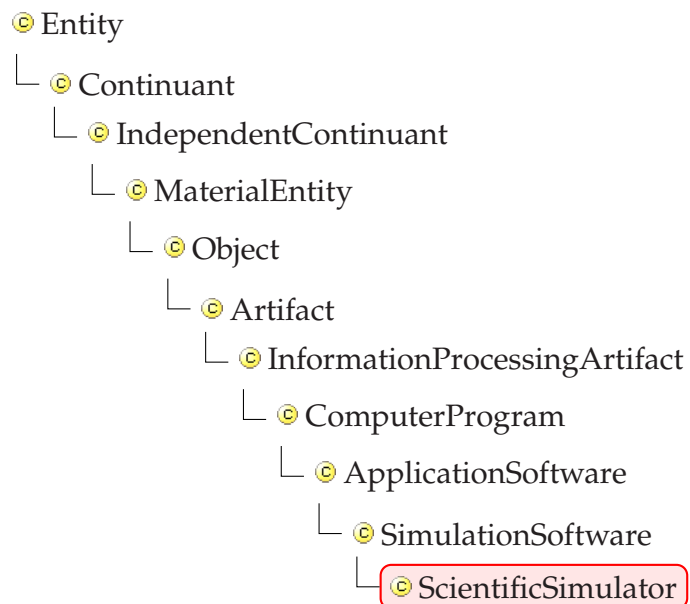 Entity
Continuant
IndependentContinuant
MaterialEntity
Object
Artifact
InformationProcessingArtifact
ComputerProgram
ApplicationSoftware
SimulationSoftware
ScientificSimulator